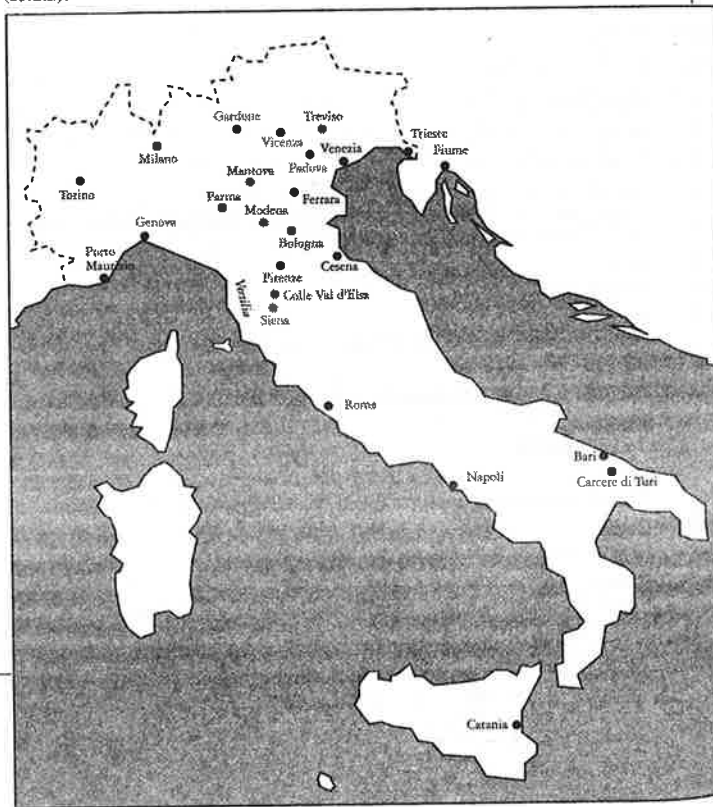 Gardone
Treviso
Vicenza
Trieste
Milano
Venezia
Fiume
Padova
Mantova
Torino
Ferrara
Parma
Modena
Genova
Bologna
Porto
Maurizio
Cesena
Firenze
Versilia
Colle Val d'Elsa
Siena
Roma
Bari
Carcere di Turi
Napoli
Catania